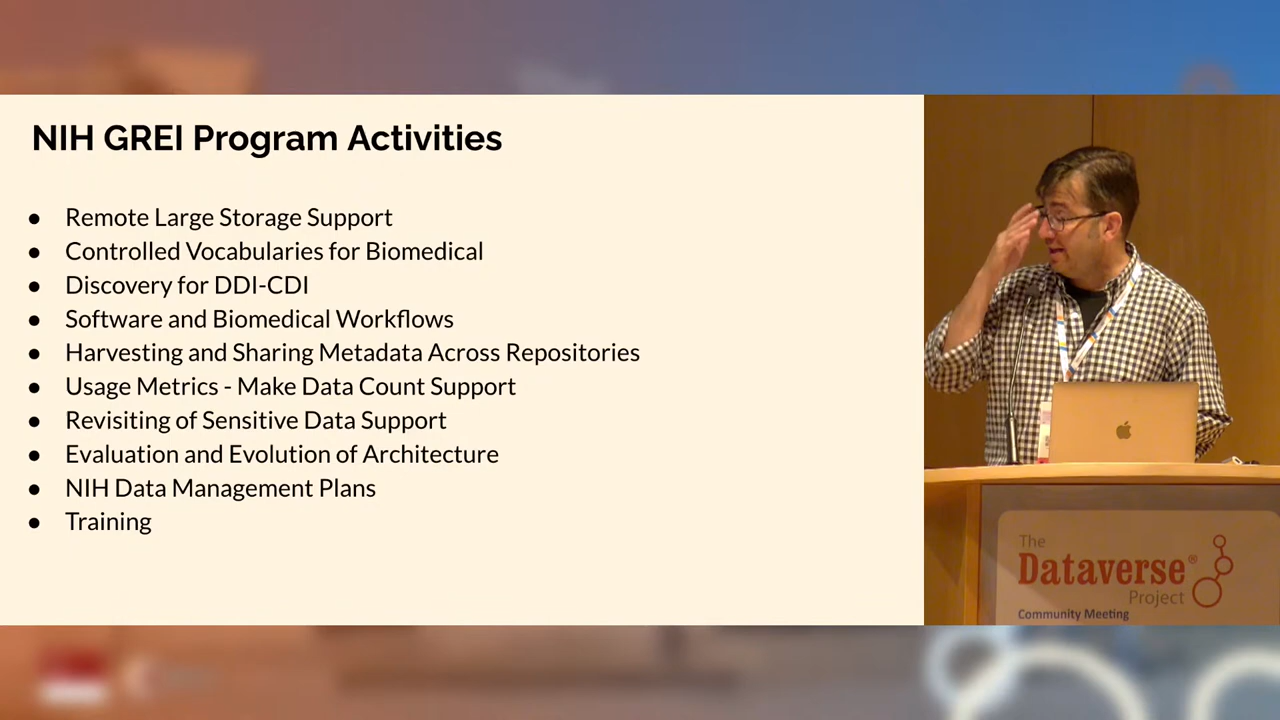 NIH GREI Program Activities
● Remote Large Storage Support
● Controlled Vocabularies for Biomedical
● Discovery for DDI-CDI
● Software and Biomedical Workflows
● Harvesting and Sharing Metadata Across Repositories
● Usage Metrics - Make Data Count Support
● Revisiting of Sensitive Data Support
● Evaluation and Evolution of Architecture
● NIH Data Management Plans
● Training
The
Dataverse®
Project
Community Meeting